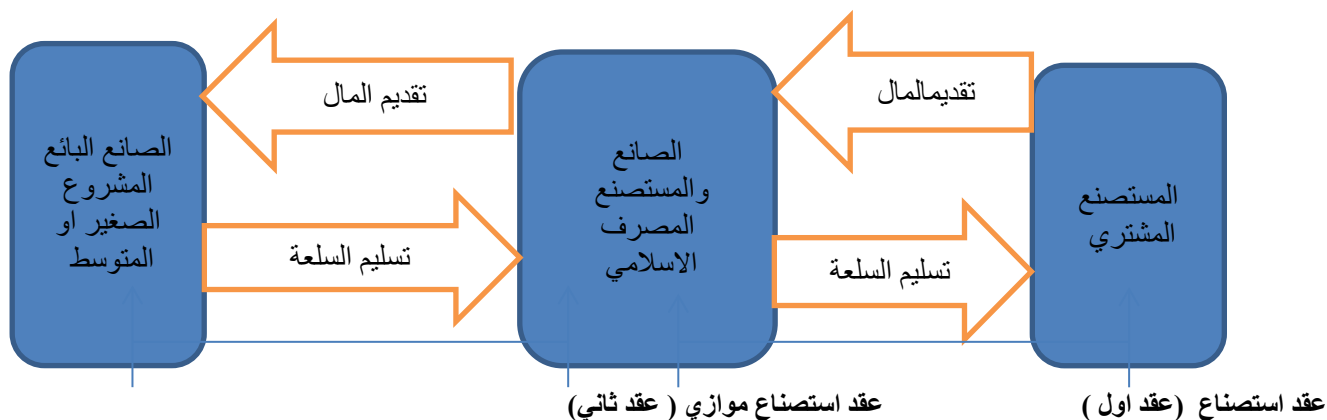 المستصنع
المشتري
تقديمالمال
تسليم السلعة
الصانع
والمستصنع
المصرف
الاسلامي
تقديم المال
تسليم السلعة
الصانع البائع
المشروع
الصغير او
المتوسط
عقد استصناع (عقد اول )
عقد استصناع موازي ( عقد ثاني)